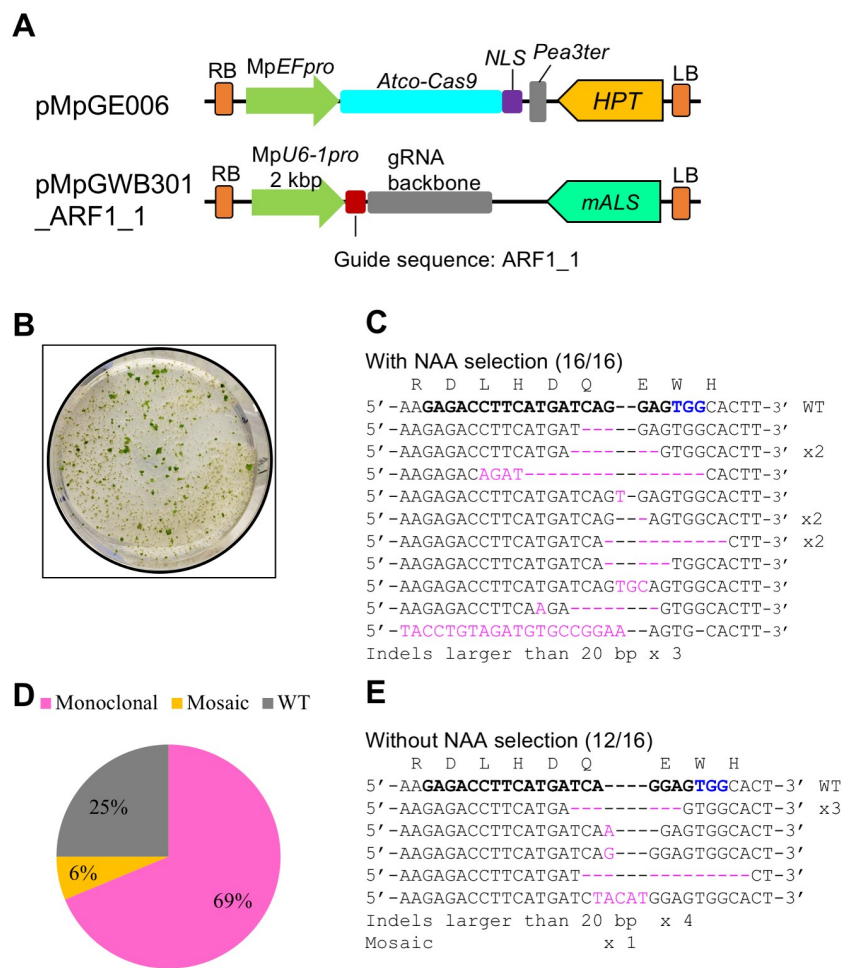 A
RB
MpEFpro
Atco-Cas9
NLS
Pea3ter
LB
pMpGE006
HPT
RB
MpU6-1pro
2 kbp
gRNA
backbone
LB
pMpGWB301
_ARF1_1
mALS
Guide sequence: ARF1_1
B
C
With NAA selection (16/16)
R D L H D Q E W H
5’-AAGAGACCTTCATGATCAG--GAGTGGCACTT-3’ WT
5’-AAGAGACCTTCATGAT-----GAGTGGCACTT-3’
5’-AAGAGACCTTCATGA--------GTGGCACTT-3’ x2
5’-AAGAGACAGAT----------------CACTT-3’
5’-AAGAGACCTTCATGATCAGT-GAGTGGCACTT-3’
5’-AAGAGACCTTCATGATCAG---AGTGGCACTT-3’ x2
5’-AAGAGACCTTCATGATCA-----------CTT-3’ x2
5’-AAGAGACCTTCATGATCA------TGGCACTT-3’
5’-AAGAGACCTTCATGATCAGTGCAGTGGCACTT-3’
5’-AAGAGACCTTCAAGA--------GTGGCACTT-3’
5’-TACCTGTAGATGTGCCGGAA--AGTG-CACTT-3’
Indels larger than 20 bp x 3
D
Monoclonal Mosaic WT
25%
6%
69%
E
Without NAA selection (12/16)
R D L H D Q E W H
5’-AAGAGACCTTCATGATCA----GGAGTGGCACT-3’ WT
5’-AAGAGACCTTCATGA----------GTGGCACT-3’ x3
5’-AAGAGACCTTCATGATCAA----GAGTGGCACT-3’
5’-AAGAGACCTTCATGATCAG---GGAGTGGCACT-3’
5’-AAGAGACCTTCATGAT---------------CT-3’
5’-AAGAGACCTTCATGATCTACATGGAGTGGCACT-3’
Indels larger than 20 bp x 4
Mosaic x 1